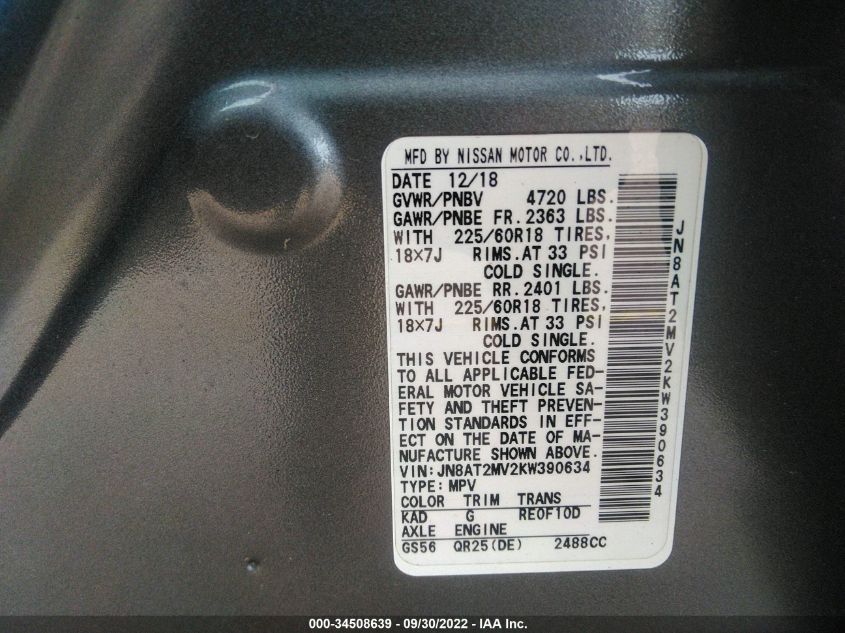 MFD BY NISSAN MOTOR CO.,LTD.
DATE 12/18
GVWR/PNBV 4720 LBS.
GAWR/PNBE FR.2363 LBS.
WITH 225/60R18 TIRES,
18×7J RIMS.AT 33 PSI
COLD SINGLE.
GAWR/PNBE RR.2401 LBS.
WITH 225/60R18 TIRES,
18×7J RIMS.AT 33 PSI
COLD SINGLE.
THIS VEHICLE CONFORMS
TO ALL APPLICABLE FED-
ERAL MOTOR VEHICLE SA-
FETY AND THEFT PREVEN-
TION STANDARDS IN EFF-
ECT ON THE DATE OF MA-
NUFACTURE SHOWN ABOVE.
VIN:JN8AT2MV2KW390634
TYPE:MPV
COLOR TRIM TRANS
KAD G RE0F10D
AXLE ENGINE
GS56 QR25(DE) 2488CC
JN8AT2MV2KW390634
000-34508639 - 09/30/2022 - IAA Inc.